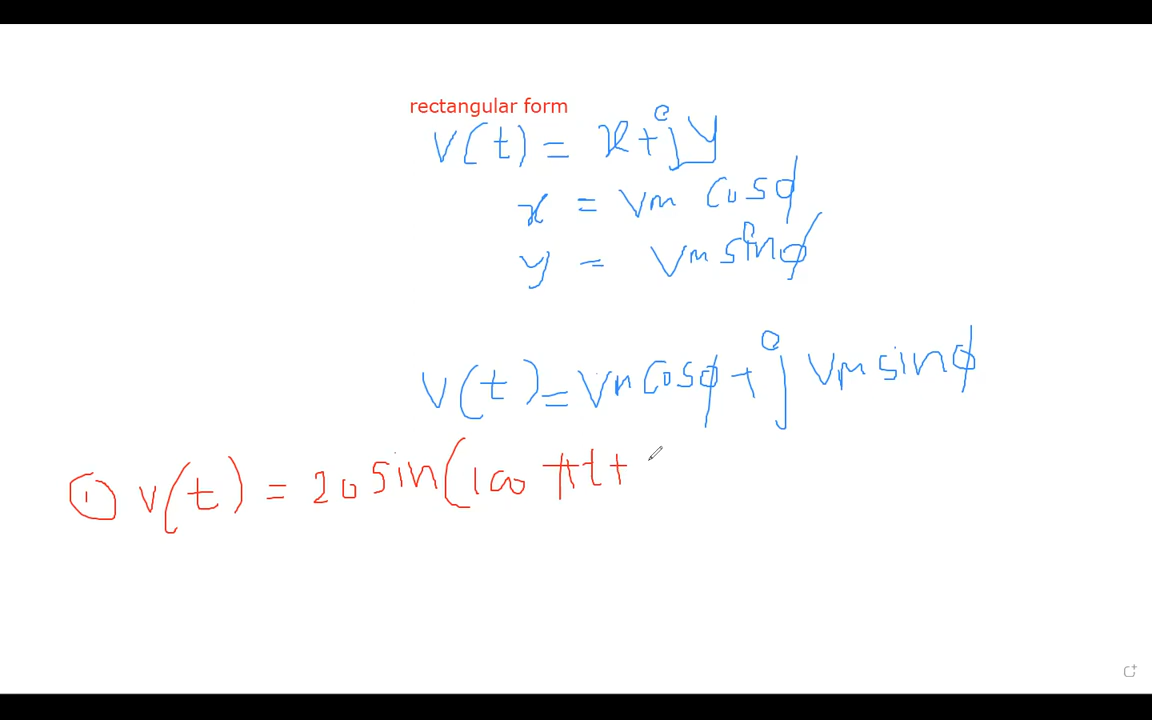 rectangular form
v(t) = x+jy
x = Vm cosϕ
y = Vm sinϕ
v(t) = Vm cosϕ + j Vm sinϕ
① v(t) = 20 sin(100 πt+